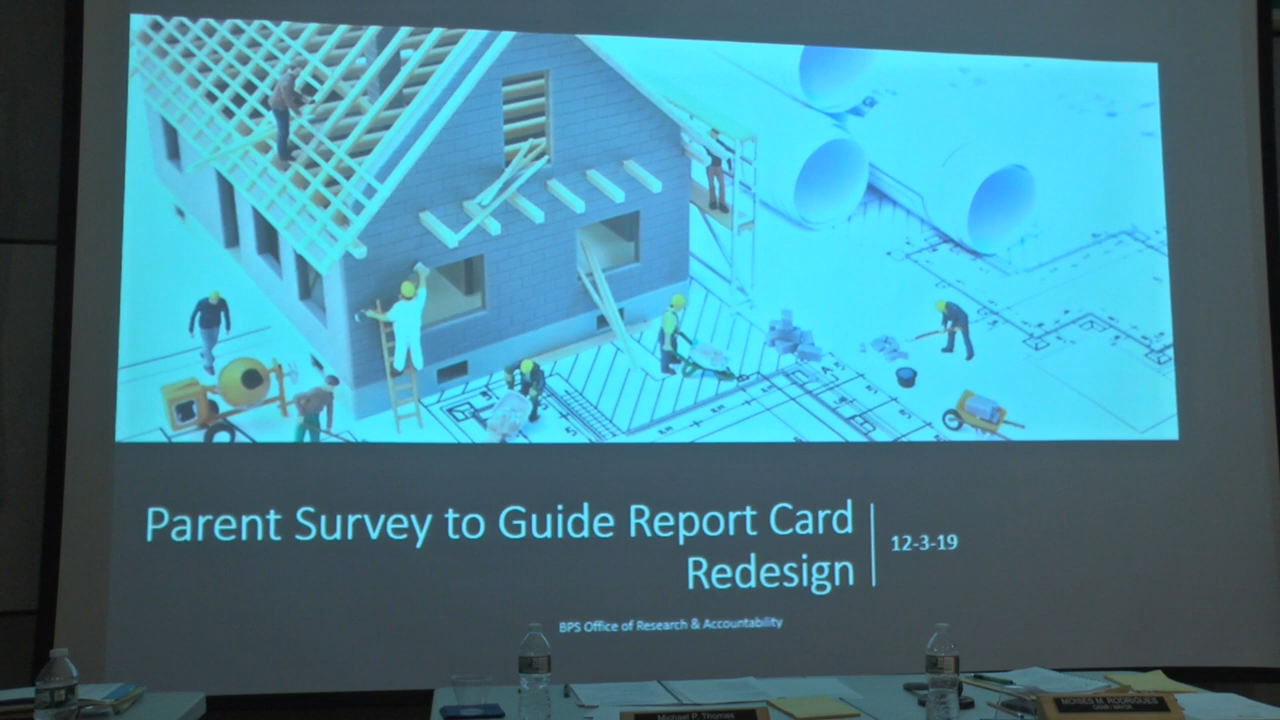 Parent Survey to Guide Report Card
Redesign
12-3-19
BPS Office of Research & Accountability
Michael P. Thomas
MOISES M. RODRIGUES